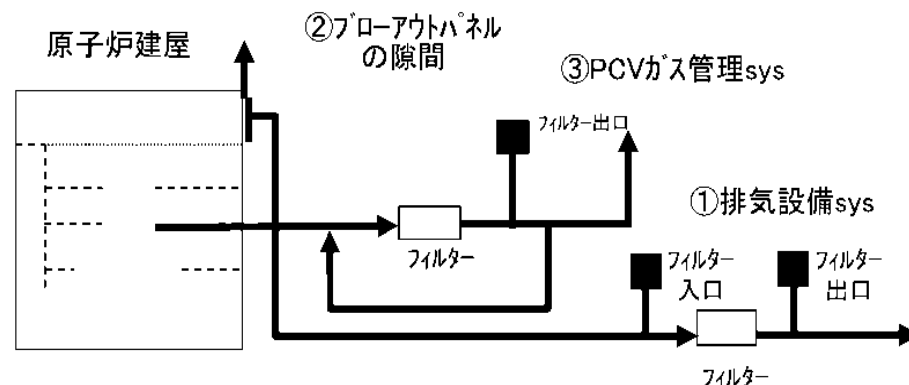 原子炉建屋
②ﾌﾞﾛｰｱｳﾄﾊﾟﾈﾙ
の隙間
③PCVｶﾞｽ管理sys
ﾌｨﾙﾀｰ出口
①排気設備sys
ﾌｨﾙﾀｰ
ﾌｨﾙﾀｰ
入口
ﾌｨﾙﾀｰ
出口
ﾌｨﾙﾀｰ